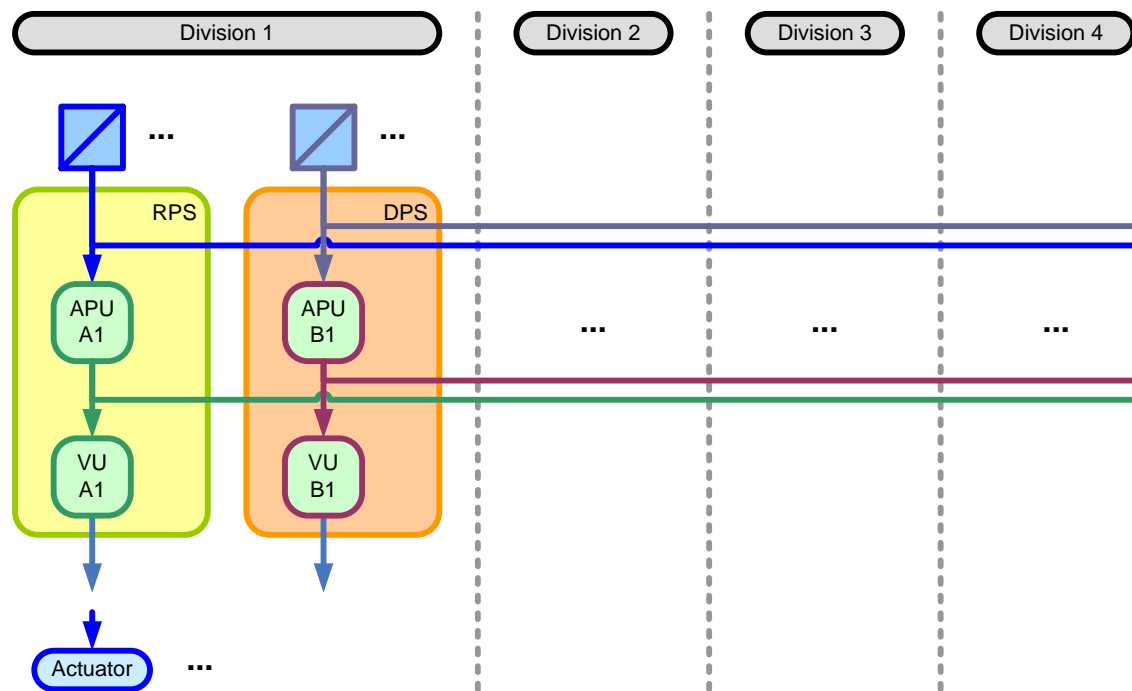 Division 1
Division 2
Division 3
Division 4
...
...
RPS
DPS
APU
A1
APU
B1
...
...
...
VU
A1
VU
B1
Actuator
...